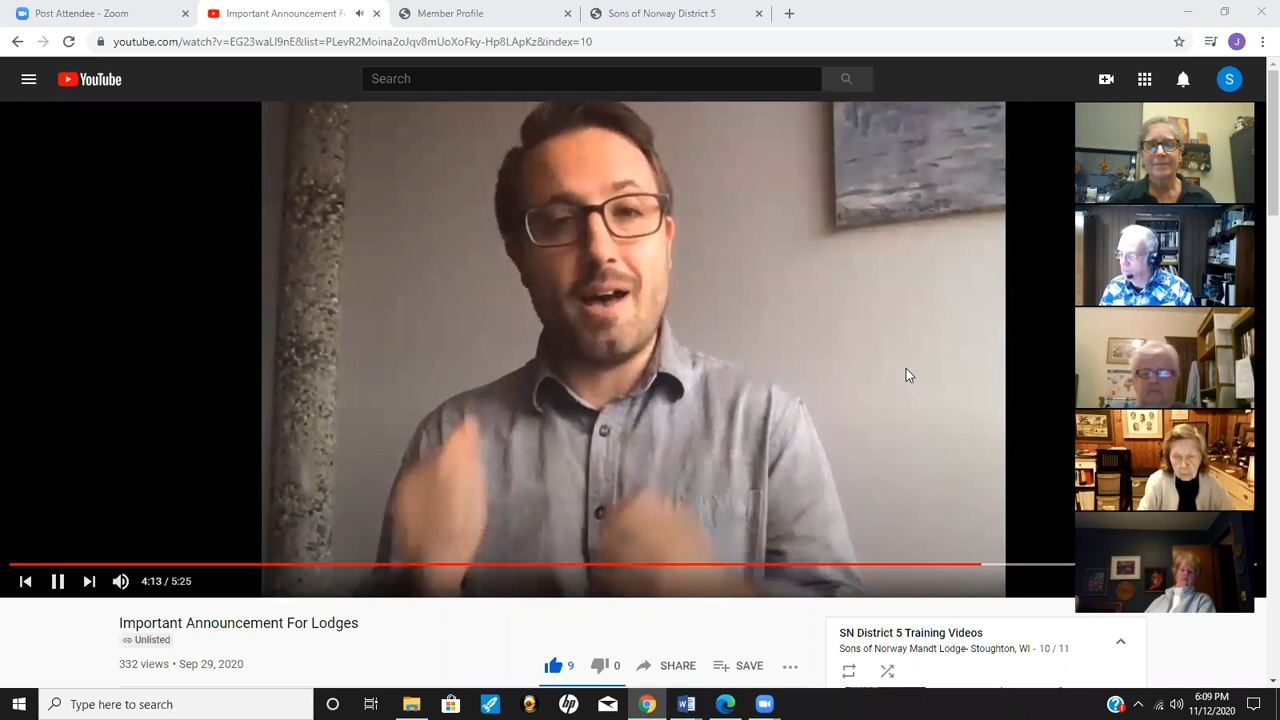 Post Attendee - Zoom
Important Announcement F
Member Profile
Sons of Norway District 5
youtube.com/watch?v=EG23waLl9nE&list=PLevR2Moina2oJqv8mUoXoFky-Hp8LApKz&index=10
J
YouTube
Search
S
4:13 / 5:25
Important Announcement For Lodges
Unlisted
332 views • Sep 29, 2020
9
0
SHARE
SAVE
SN District 5 Training Videos
Sons of Norway Mandt Lodge- Stoughton, WI - 10 / 11
Type here to search
6:09 PM
11/12/2020